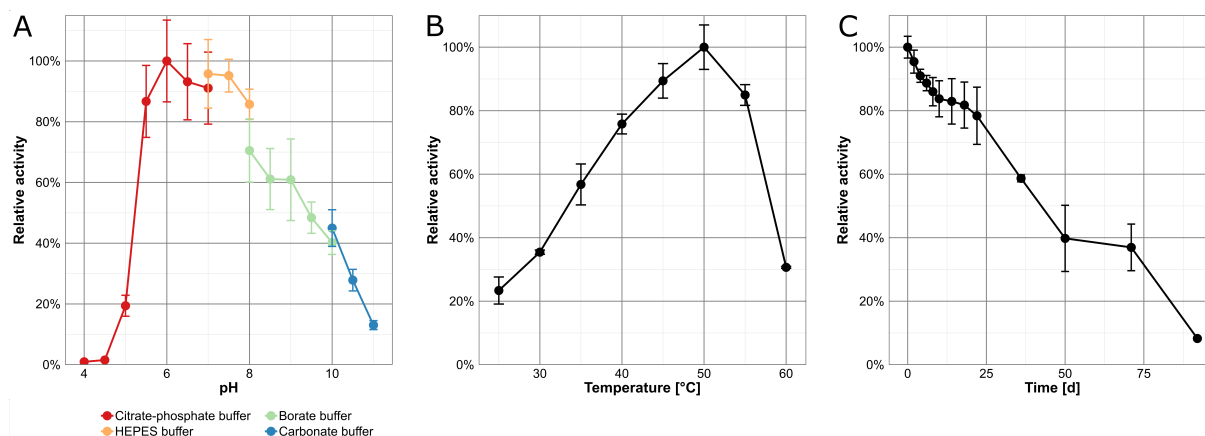 A
Relative activity
100%
80%
60%
40%
20%
0%
4
6
8
10
pH
Citrate-phosphate buffer
HEPES buffer
Borate buffer
Carbonate buffer
B
Relative activity
100%
80%
60%
40%
20%
0%
30
40
50
60
Temperature [°C]
C
Relative activity
100%
80%
60%
40%
20%
0%
0
25
50
75
Time [d]